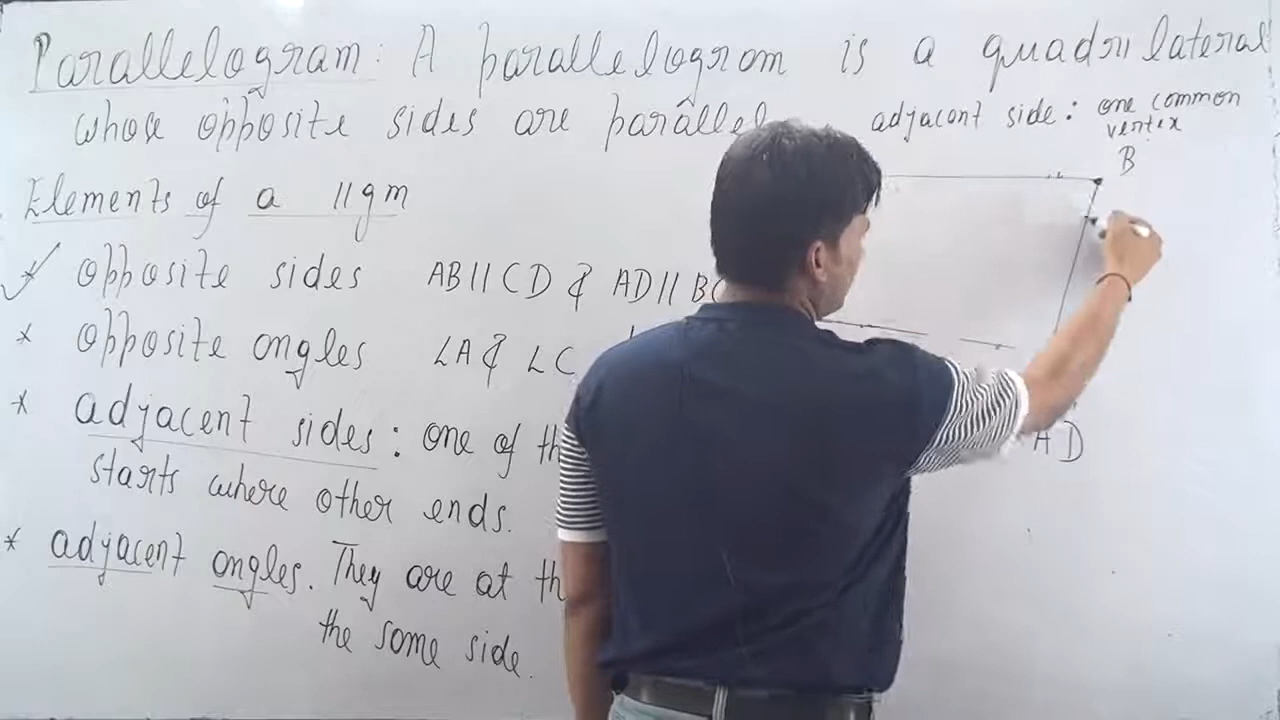 Parallelogram: A parallelogram is a quadrilateral
whose opposite sides are parallel
adjacent side: one common
vertex
B
Elements of a ||gm
* opposite sides AB||CD & AD||BC
* opposite angles ∠A & ∠C
* adjacent sides: one of th
starts where other ends.
AD
* adjacent angles. They are at th
the same side.